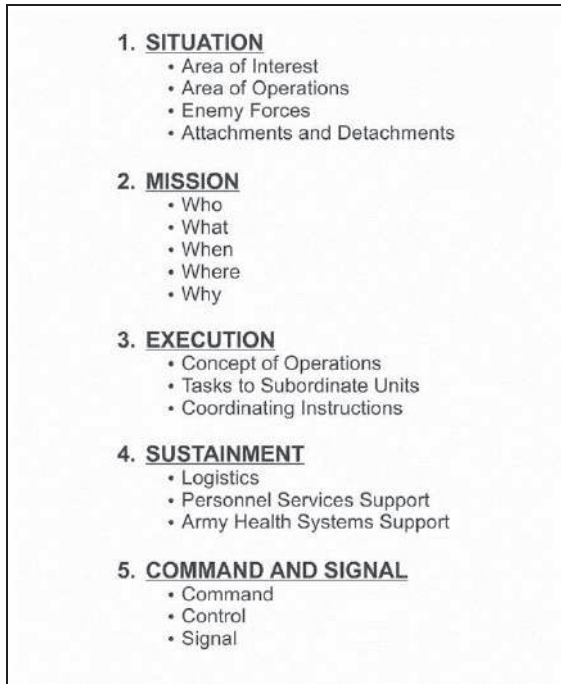 1. SITUATION
• Area of Interest
• Area of Operations
• Enemy Forces
• Attachments and Detachments
2. MISSION
• Who
• What
• When
• Where
• Why
3. EXECUTION
• Concept of Operations
• Tasks to Subordinate Units
• Coordinating Instructions
4. SUSTAINMENT
• Logistics
• Personnel Services Support
• Army Health Systems Support
5. COMMAND AND SIGNAL
• Command
• Control
• Signal